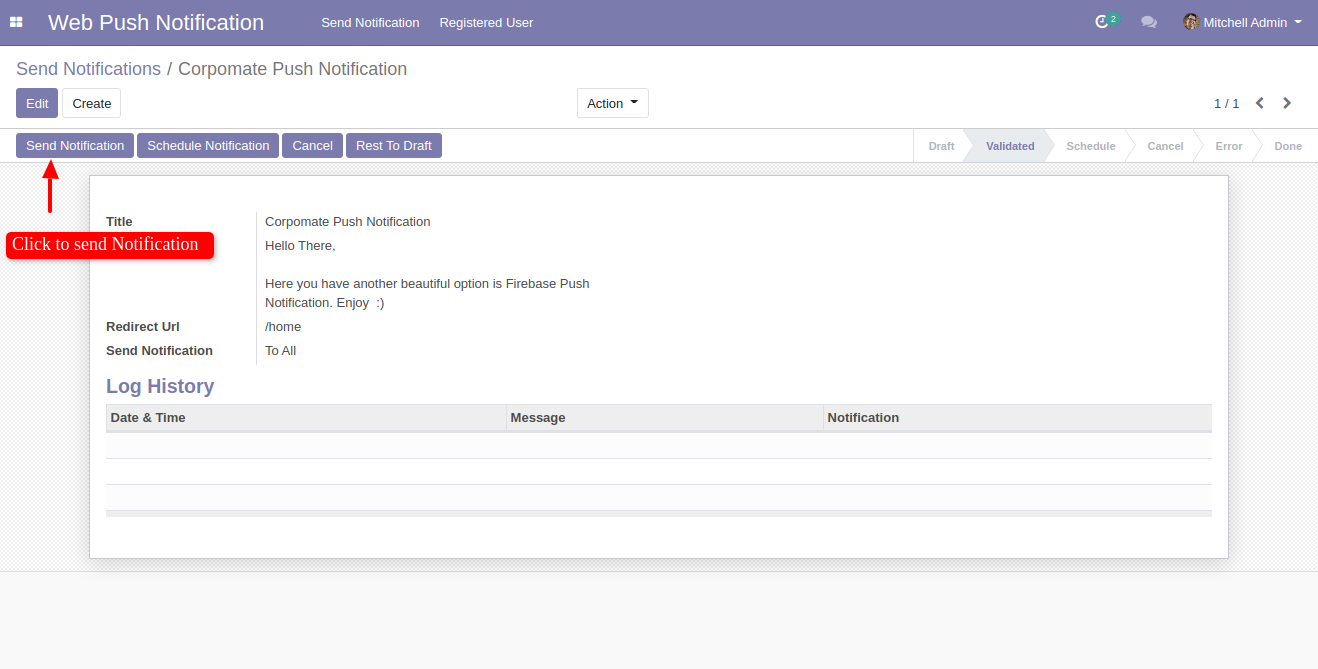 Web Push Notification Send Notification Registered User 2 Mitchell Admin
Send Notifications / Corpomate Push Notification
Edit Create Action 1 / 1
Send Notification Schedule Notification Cancel Rest To Draft Draft Validated Schedule Cancel Error Done
Title Corpomate Push Notification
Click to send Notification Hello There,
Here you have another beautiful option is Firebase Push
Notification. Enjoy :)
Redirect Url /home
Send Notification To All
Log History
Date & Time Message Notification